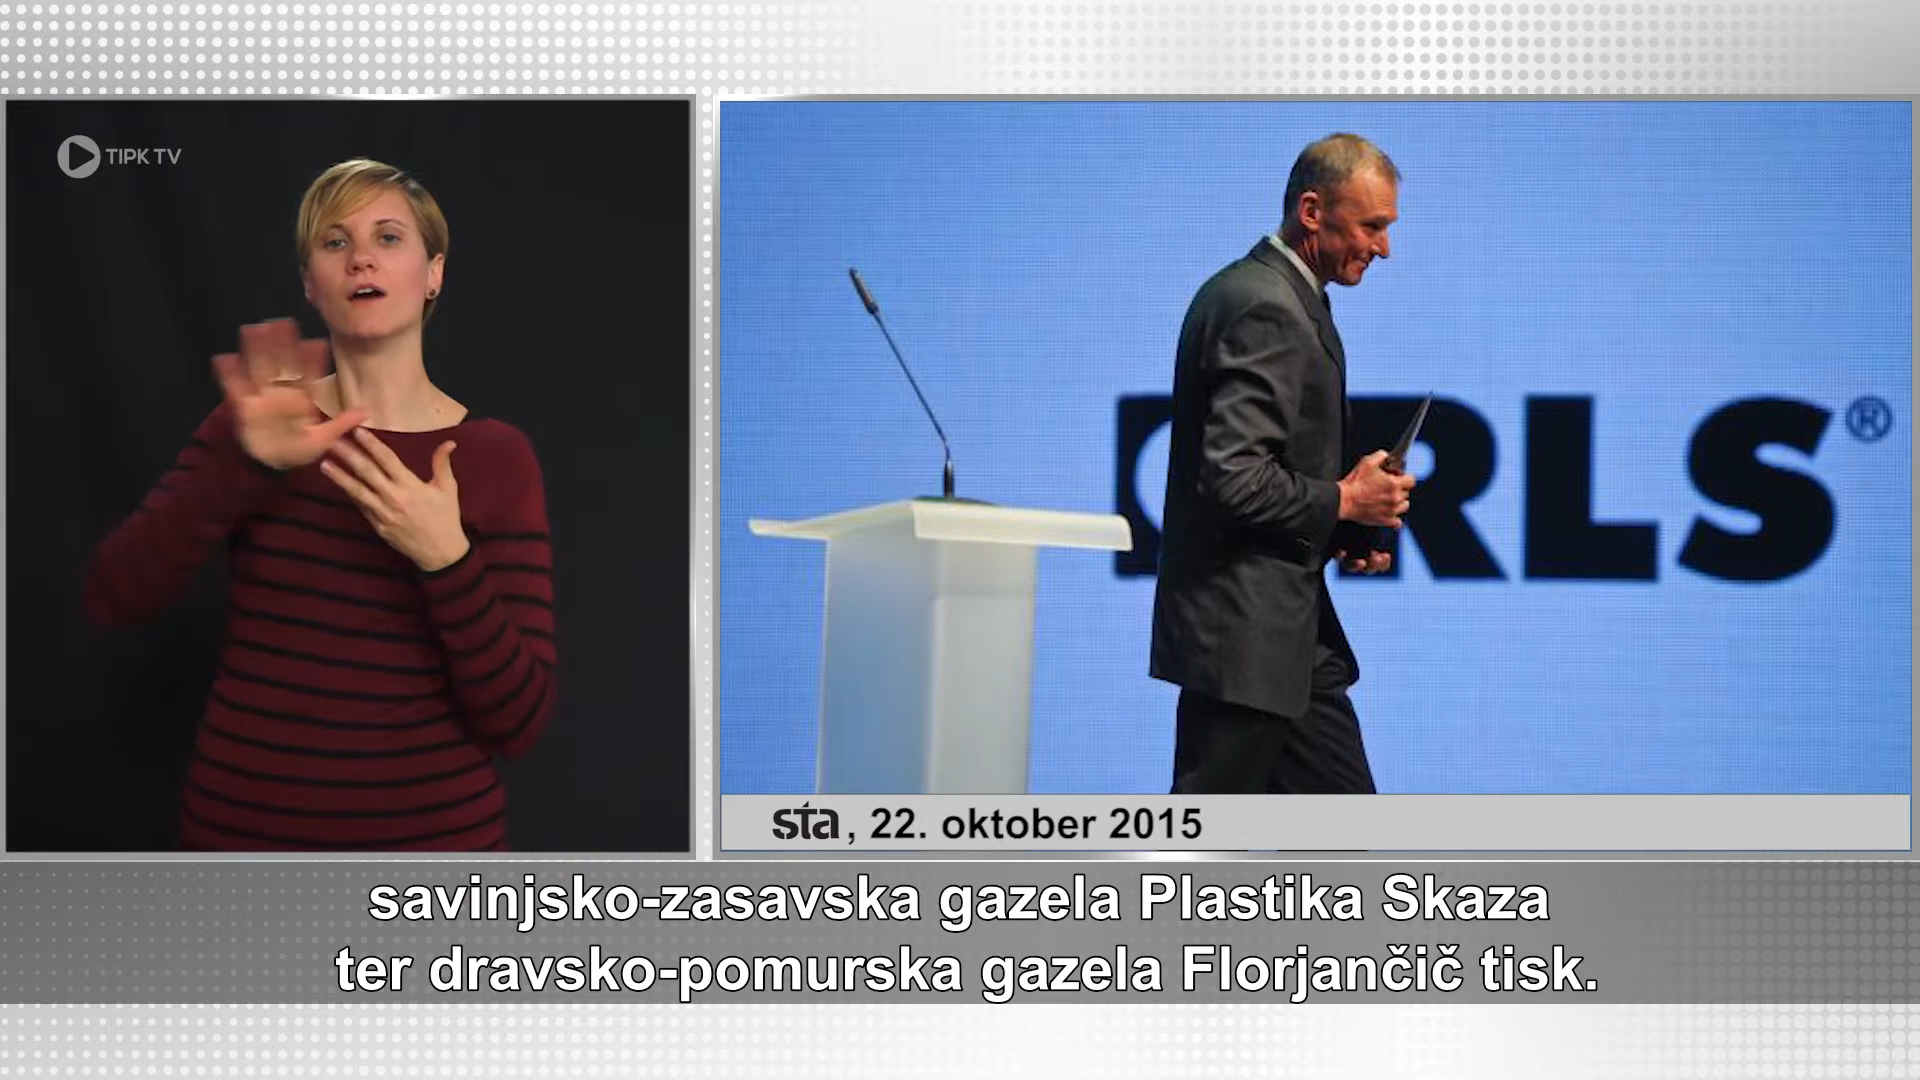 TIPK TV
RLS®
sta, 22. oktober 2015
savinjsko-zasavska gazela Plastika Skaza
ter dravsko-pomurska gazela Florjančič tisk.